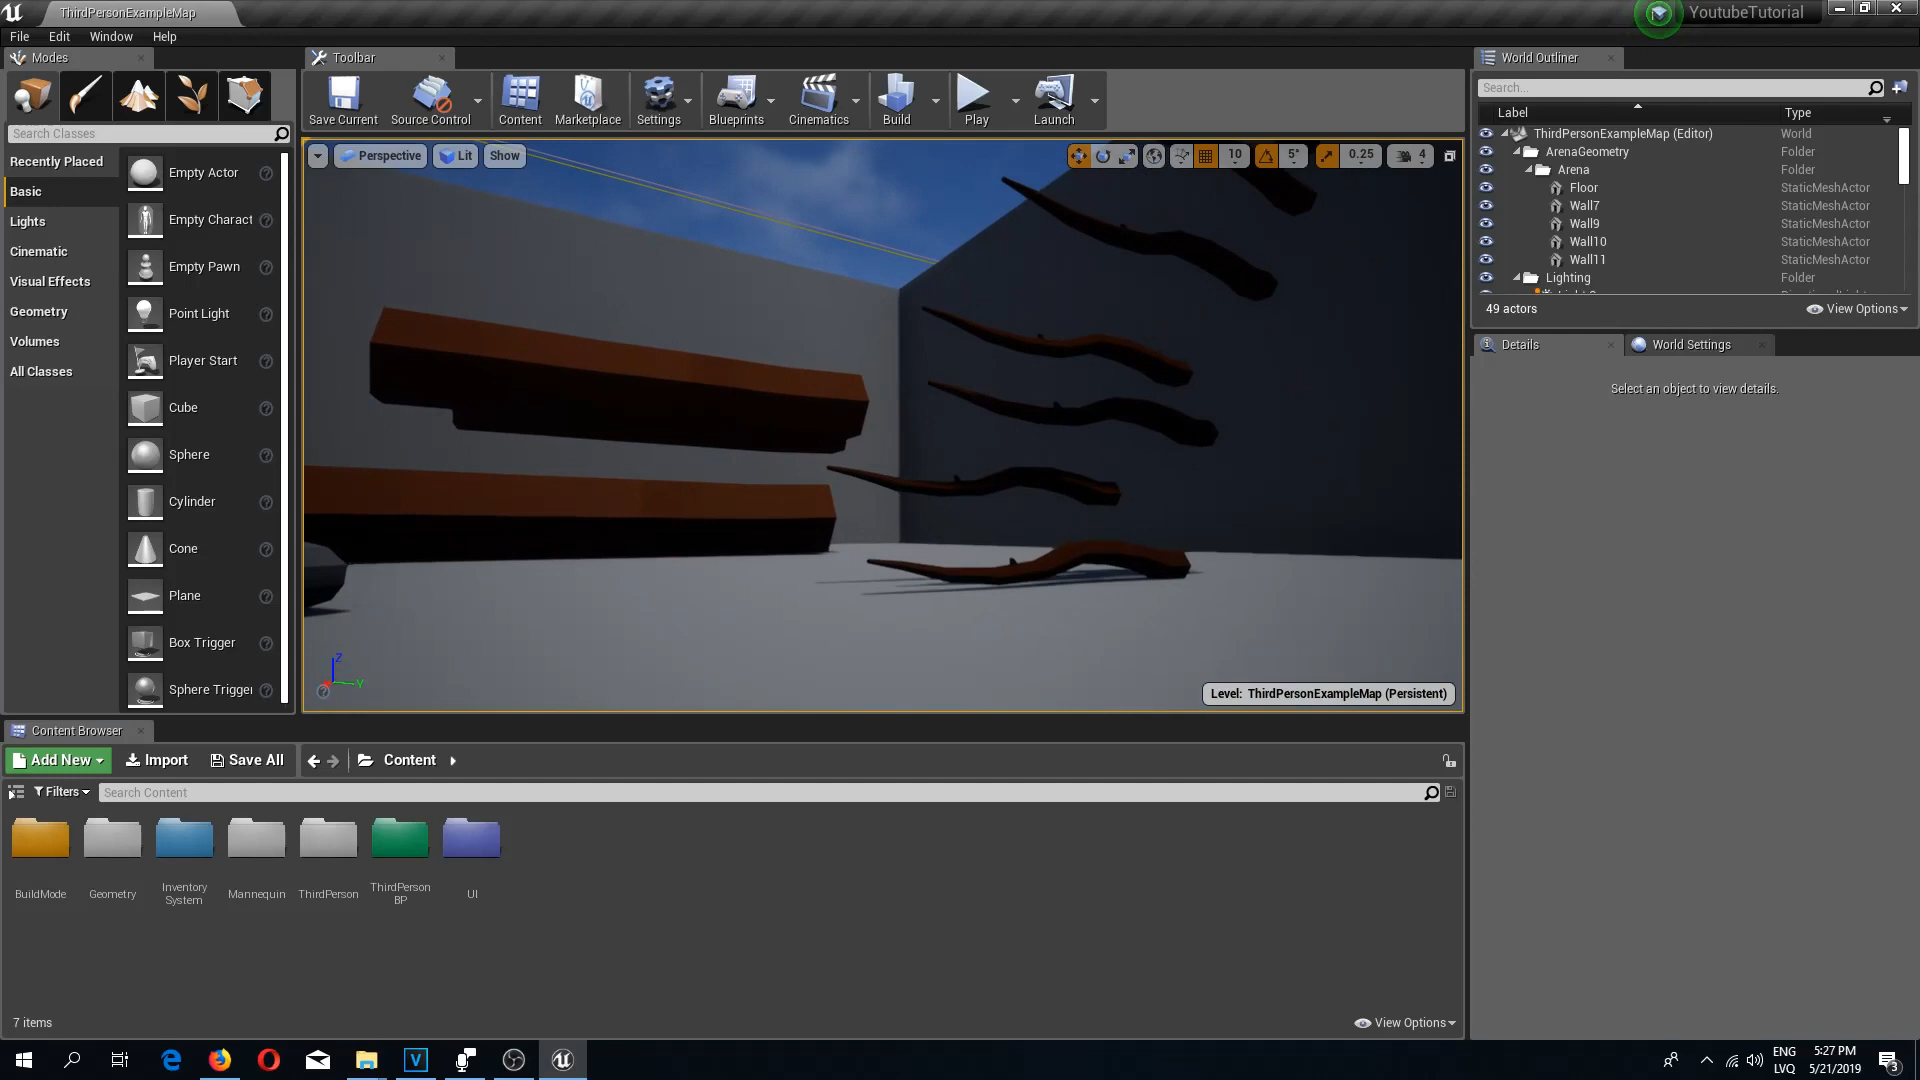 ThirdPersonExampleMap
YoutubeTutorial
File Edit Window Help
Modes
Toolbar
World Outliner
Save Current
Source Control
Content
Marketplace
Settings
Blueprints
Cinematics
Build
Play
Launch
Search Classes
Recently Placed
Basic
Lights
Cinematic
Visual Effects
Geometry
Volumes
All Classes
Empty Actor
Empty Charact
Empty Pawn
Point Light
Player Start
Cube
Sphere
Cylinder
Cone
Plane
Box Trigger
Sphere Trigger
Perspective
Lit
Show
10
5°
0.25
4
Z
Y
Level: ThirdPersonExampleMap (Persistent)
Search...
Label Type
ThirdPersonExampleMap (Editor) World
ArenaGeometry Folder
Arena Folder
Floor StaticMeshActor
Wall7 StaticMeshActor
Wall9 StaticMeshActor
Wall10 StaticMeshActor
Wall11 StaticMeshActor
Lighting Folder
49 actors
View Options
Details
World Settings
Select an object to view details.
Content Browser
Add New
Import
Save All
Content
Filters
Search Content
BuildMode
Geometry
Inventory
System
Mannequin
ThirdPerson
ThirdPerson
BP
UI
7 items
View Options
ENG
LVQ
5:27 PM
5/21/2019
3